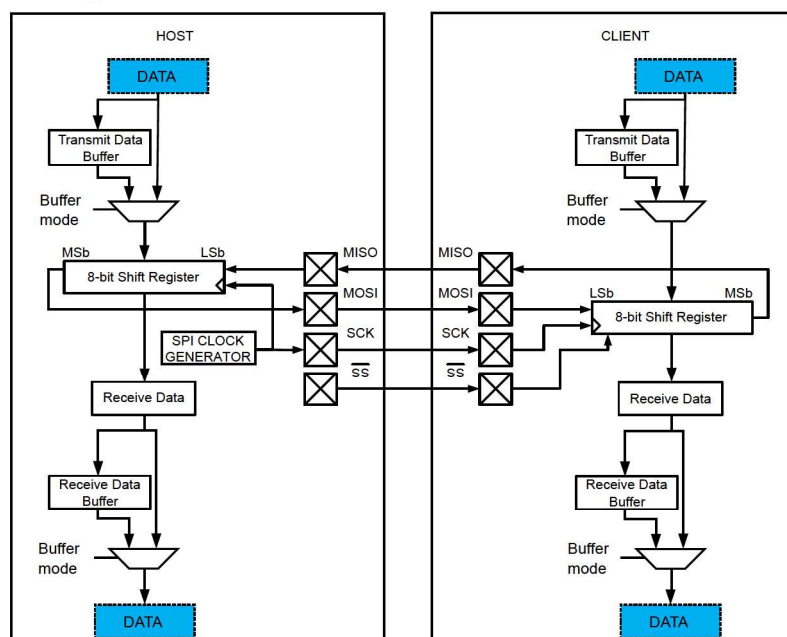 HOST
DATA
Transmit Data
Buffer
Buffer
mode
MSb
LSb
8-bit Shift Register
SPI CLOCK
GENERATOR
Receive Data
Receive Data
Buffer
Buffer
mode
DATA
MISO
MOSI
SCK
SS
CLIENT
DATA
Transmit Data
Buffer
Buffer
mode
MISO
MOSI
SCK
SS
LSb
MSb
8-bit Shift Register
Receive Data
Receive Data
Buffer
Buffer
mode
DATA